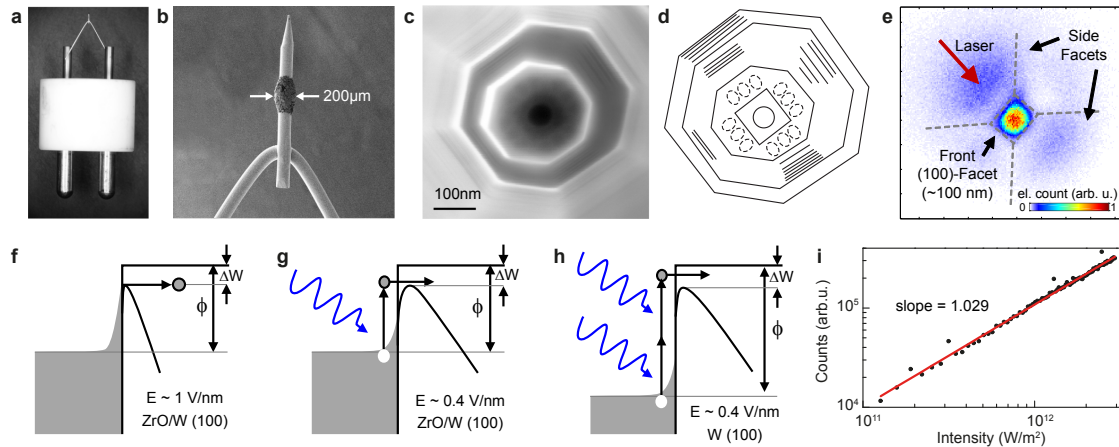 a
b
200µm
c
100nm
d
e
Laser
Side
Facets
Front
(100)-Facet
(~100 nm)
el. count (arb. u.)
0 1
f
ΔW
ϕ
E ~ 1 V/nm
ZrO/W (100)
g
ΔW
ϕ
E ~ 0.4 V/nm
ZrO/W (100)
h
ΔW
ϕ
E ~ 0.4 V/nm
W (100)
i
Counts (arb.u.)
10⁵
10⁴
slope = 1.029
10¹¹ 10¹²
Intensity (W/m²)